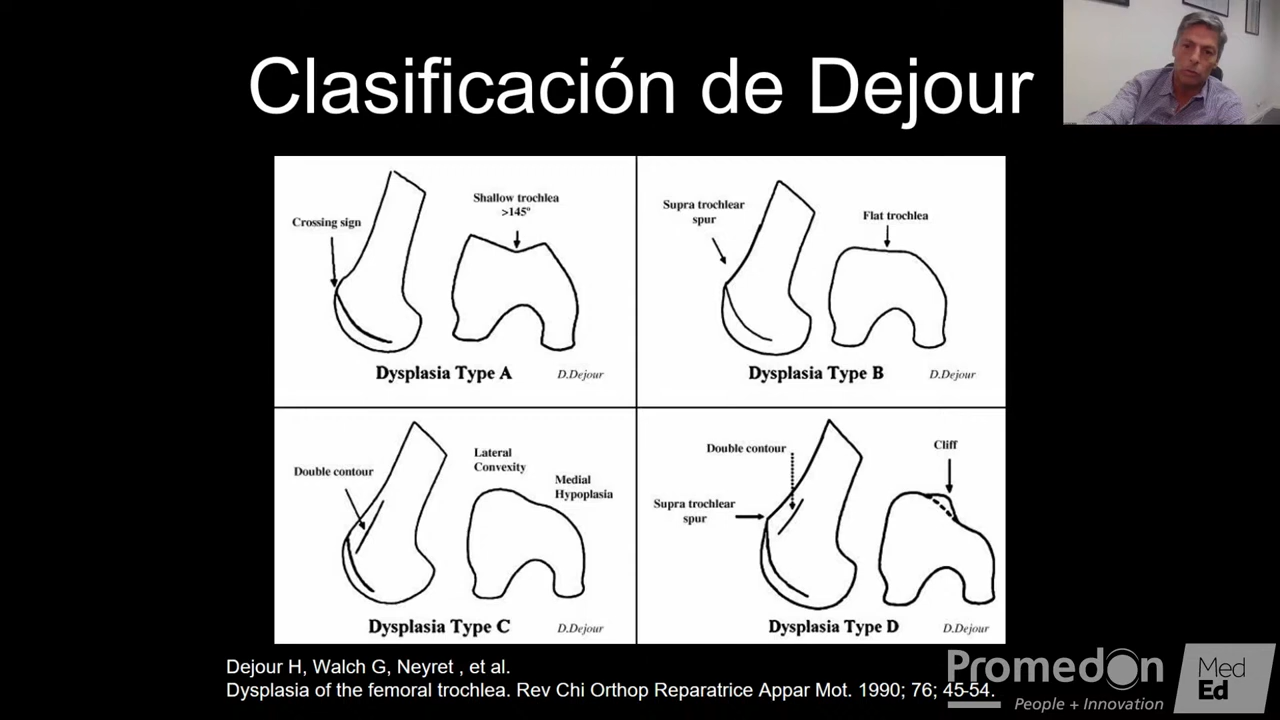 Clasificación de Dejour
Crossing sign
Shallow trochlea
>145º
Dysplasia Type A
D.Dejour
Supra trochlear
spur
Flat trochlea
Dysplasia Type B
D.Dejour
Double contour
Lateral
Convexity
Medial
Hypoplasia
Dysplasia Type C
D.Dejour
Double contour
Cliff
Supra trochlear
spur
Dysplasia Type D
D.Dejour
Dejour H, Walch G, Neyret , et al.
Dysplasia of the femoral trochlea. Rev Chi Orthop Reparatrice Appar Mot. 1990; 76; 45-54.
Promedon
People + Innovation
Med
Ed